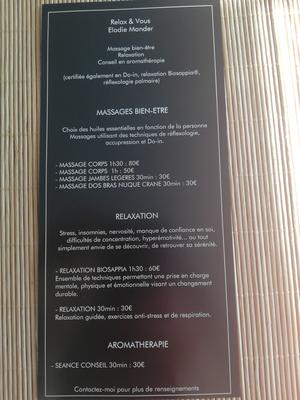 Relax & Vous
Elodie Monder
Massage bien-être
Relaxation
Conseil en aromathérapie
(certifiée également en Do-in, relaxation Biosappia®,
réflexologie palmaire)
MASSAGES BIEN-ETRE
Choix des huiles essentielles en fonction de la personne
Massages utilisant des techniques de réflexologie,
accupression et Do-in.
- MASSAGE CORPS 1h30 : 80€
- MASSAGE CORPS 1h : 50€
- MASSAGE JAMBES LEGERES 30min : 30€
- MASSAGE DOS BRAS NUQUE CRANE 30min : 30€
RELAXATION
Stress, insomnies, nervosité, manque de confiance en soi,
difficultés de concentration, hyperémotivité... ou tout
simplement envie de se découvrir, de retrouver sa sérénité.
- RELAXATION BIOSAPPIA 1h30 : 60€
Ensemble de techniques permettant une prise en charge
mentale, physique et émotionnelle visant un changement
durable.
- RELAXATION 30min : 30€
Relaxation guidée, exercices anti-stress et de respiration.
AROMATHERAPIE
- SEANCE CONSEIL 30min : 30€
Contactez-moi pour plus de renseignements